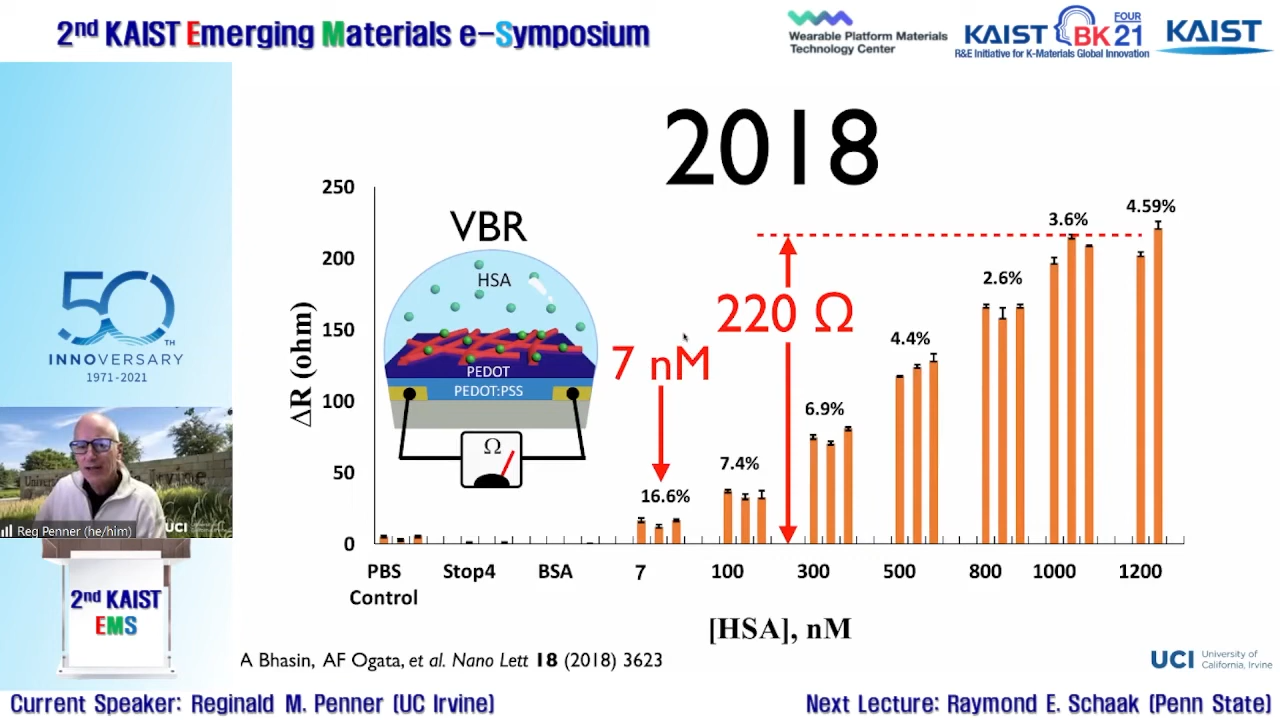 2nd KAIST Emerging Materials e-Symposium
Wearable Platform Materials
Technology Center
KAIST BK21 FOUR
R&E Initiative for K-Materials Global Innovation
KAIST
2018
250
200
150
100
50
0
ΔR (ohm)
VBR
HSA
PEDOT
PEDOT:PSS
Ω
7 nM
220 Ω
16.6%
7.4%
6.9%
4.4%
2.6%
3.6%
4.59%
PBS
Control
Stop4
BSA
7
100
300
500
800
1000
1200
[HSA], nM
50TH
INNOVERSARY
1971-2021
Irvine
UCI
Reg Penner (he/him)
2nd KAIST
EMS
A Bhasin, AF Ogata, et al. Nano Lett 18 (2018) 3623
UCI University of
California, Irvine
Current Speaker: Reginald M. Penner (UC Irvine)
Next Lecture: Raymond E. Schaak (Penn State)